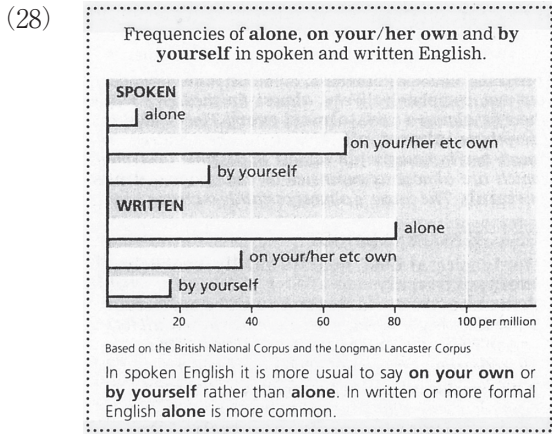 (28)
Frequencies of alone, on your/her own and by
yourself in spoken and written English.
SPOKEN
alone
on your/her etc own
by yourself
WRITTEN
alone
on your/her etc own
by yourself
20 40 60 80 100 per million
Based on the British National Corpus and the Longman Lancaster Corpus
In spoken English it is more usual to say on your own or
by yourself rather than alone. In written or more formal
English alone is more common.